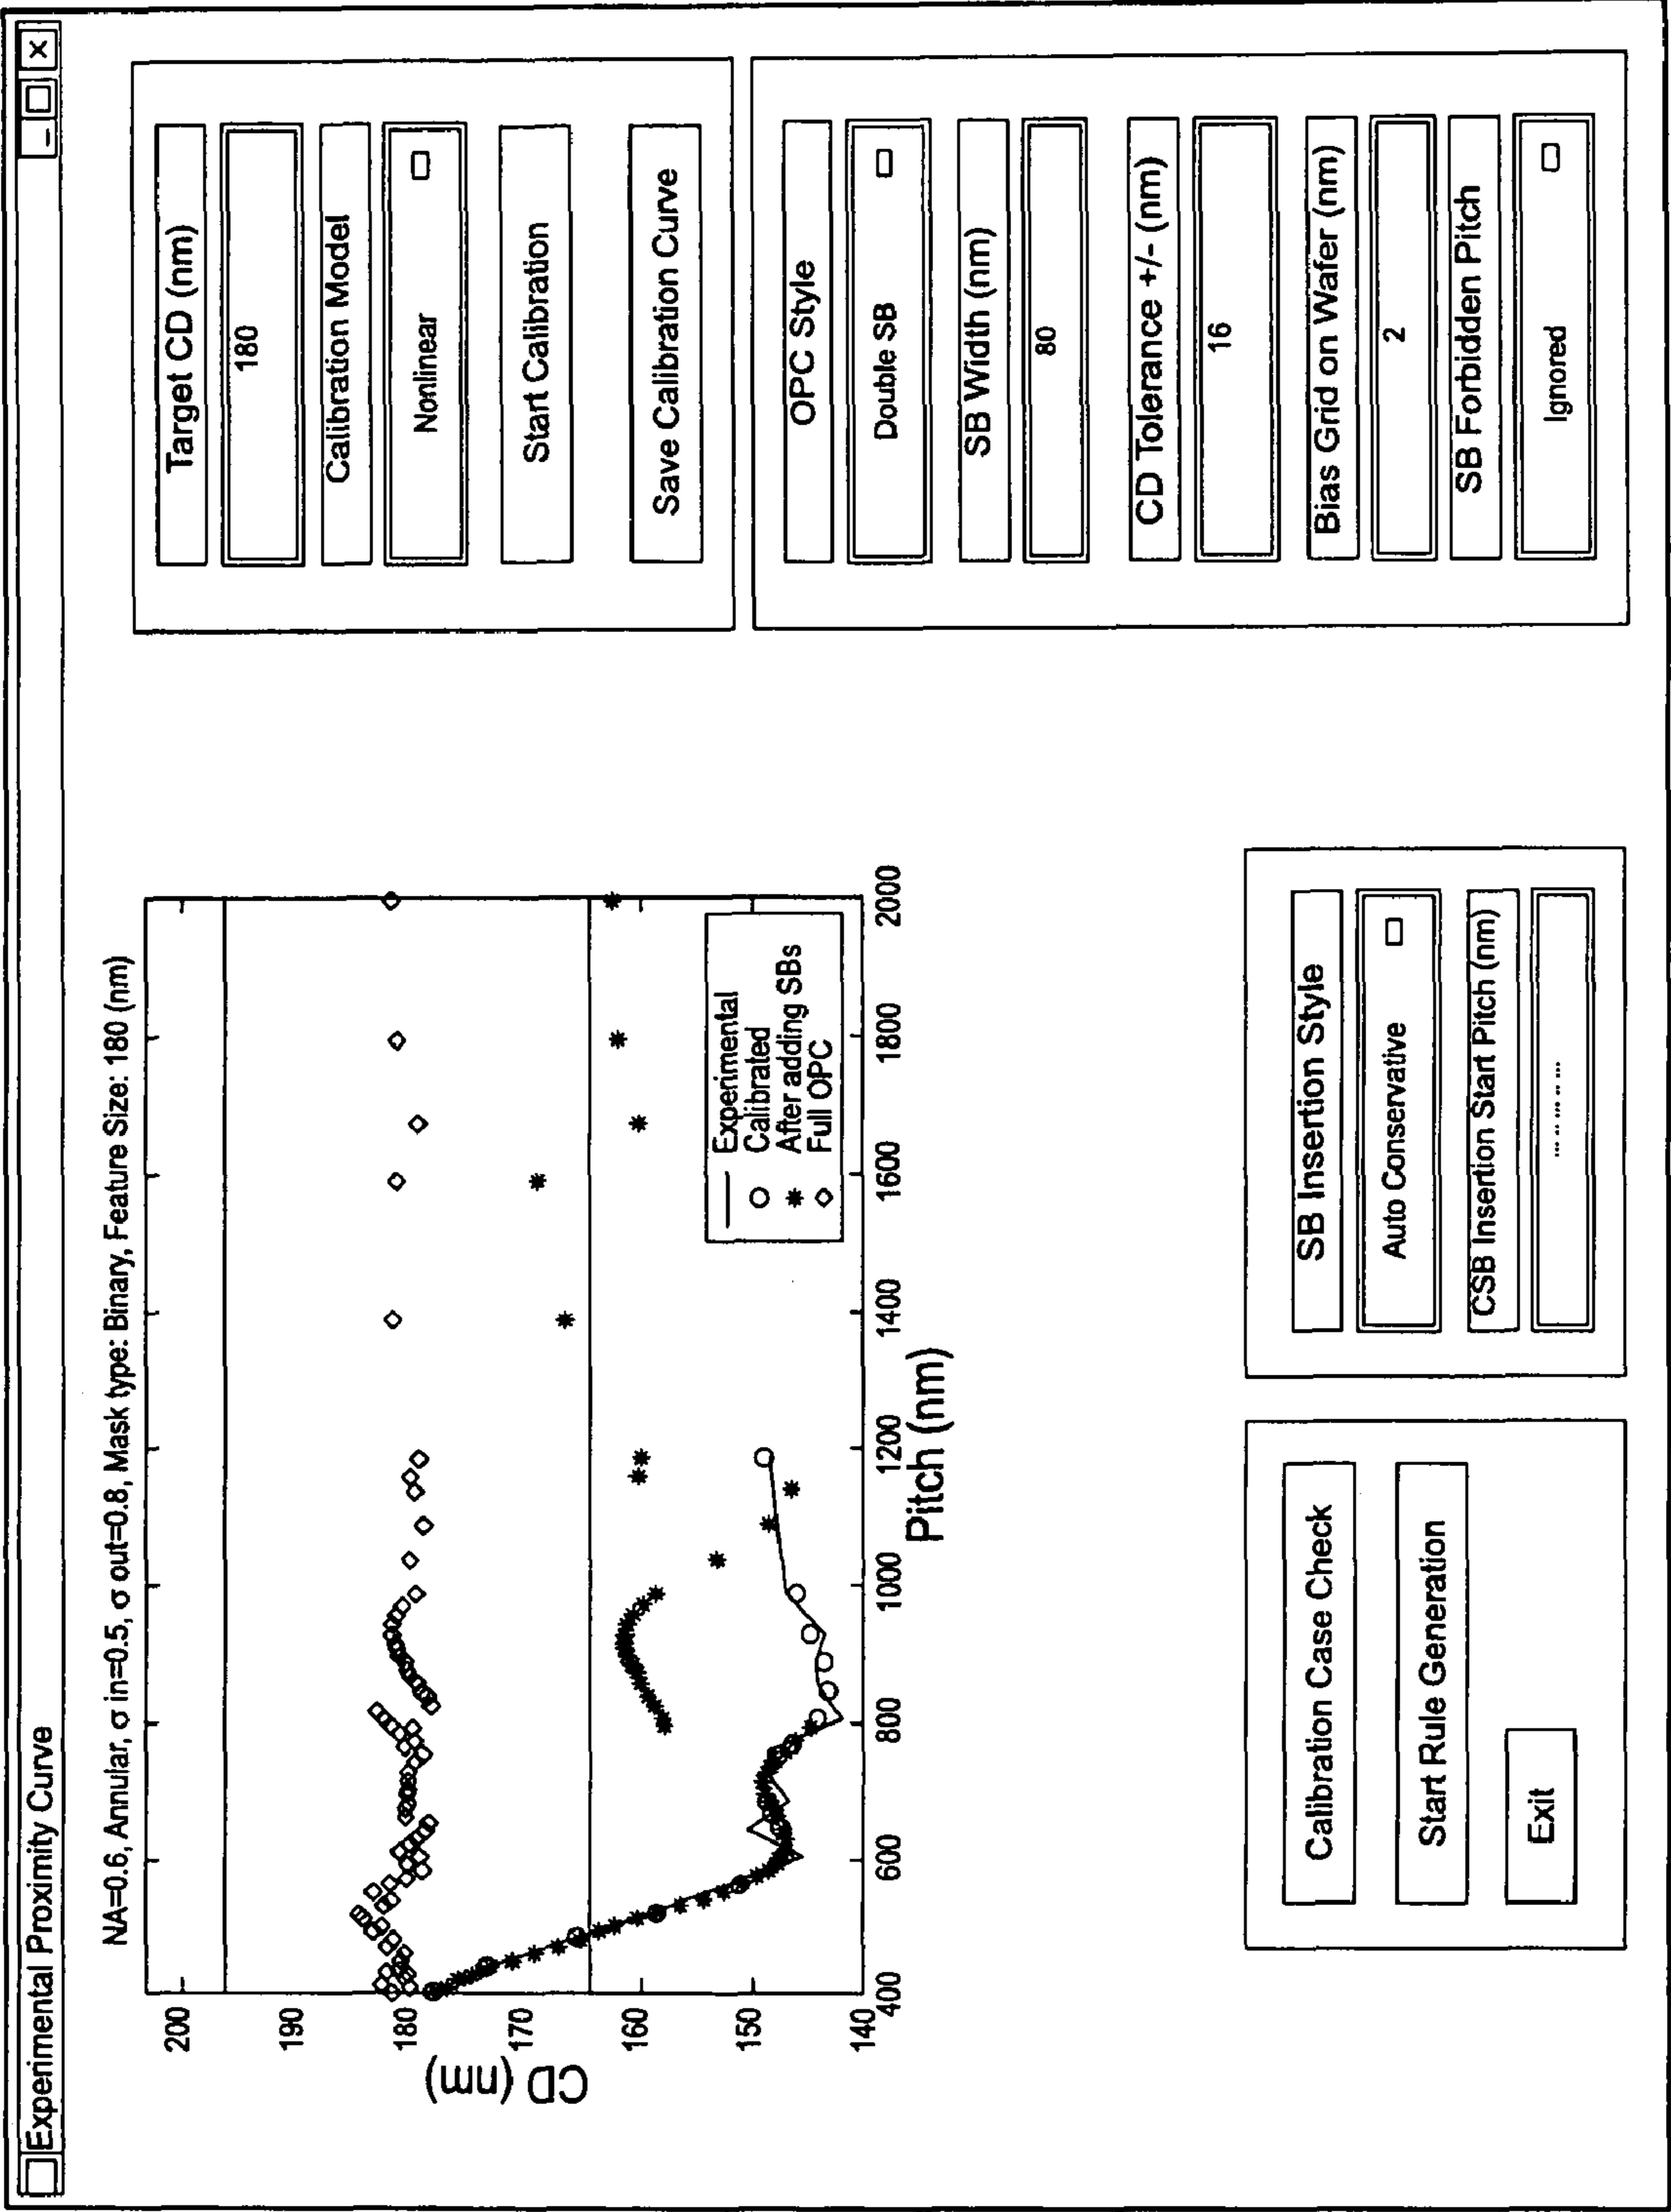 Experimental Proximity Curve
_ □ ×
NA=0.6, Annular, σ in=0.5, σ out=0.8, Mask type: Binary, Feature Size: 180 (nm)
200
190
180
170
160
150
140
CD (nm)
400
600
800
1000
1200
1400
1600
1800
2000
Pitch (nm)
Experimental
Calibrated
After adding SBs
Full OPC
Target CD (nm)
180
Calibration Model
Nonlinear
Start Calibration
Save Calibration Curve
OPC Style
Double SB
SB Width (nm)
80
CD Tolerance +/- (nm)
16
Bias Grid on Wafer (nm)
2
SB Forbidden Pitch
Ignored
Calibration Case Check
Start Rule Generation
Exit
SB Insertion Style
Auto Conservative
CSB Insertion Start Pitch (nm)
... ... ... ... ...